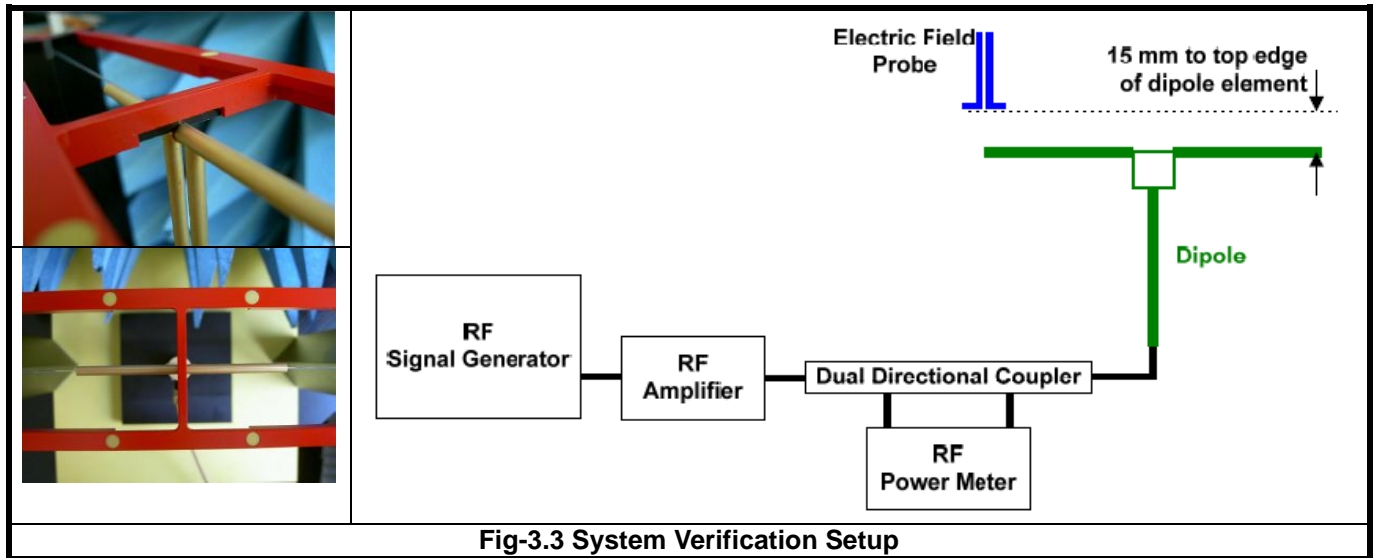 Electric Field
Probe
15 mm to top edge
of dipole element
Dipole
RF
Signal Generator
RF
Amplifier
Dual Directional Coupler
RF
Power Meter
Fig-3.3 System Verification Setup